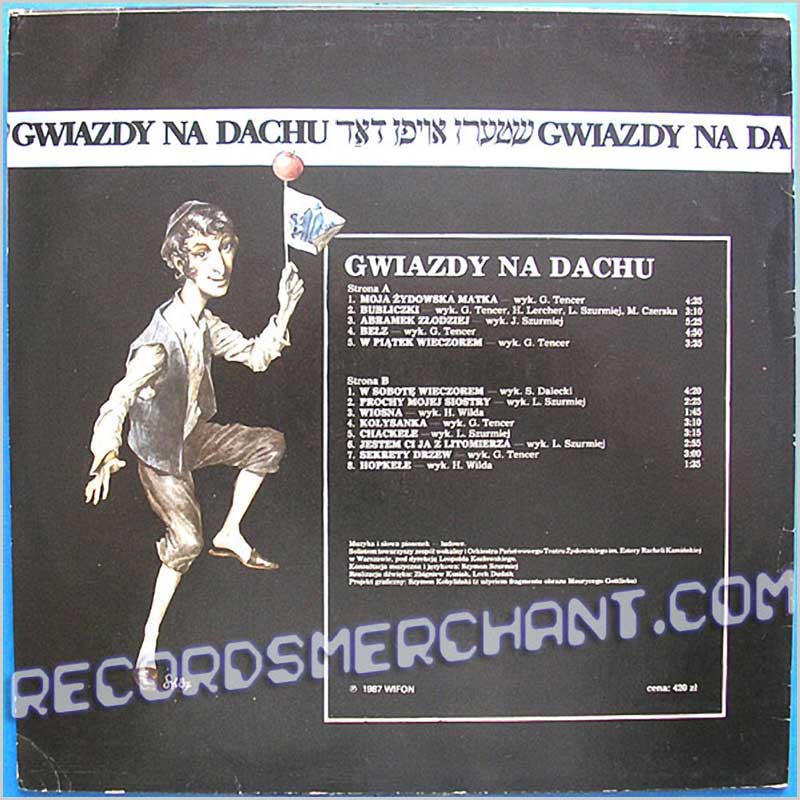 GWIAZDY NA DACHU שטערן אויפן דאַך GWIAZDY NA DA
GWIAZDY NA DACHU
Strona A
1. MOJA ŻYDOWSKA MATKA — wyk. G. Tencer 4:35
2. BUBLICZKI — wyk. G. Tencer, H. Lercher, L. Szurmiej, M. Czerska 3:10
3. ABRAMEK ZŁODZIEJ — wyk. J. Szurmiej 5:25
4. BEŁZ — wyk. G. Tencer 4:50
5. W PIĄTEK WIECZOREM — wyk. G. Tencer 3:35
Strona B
1. W SOBOTĘ WIECZOREM — wyk. S. Dalecki 4:20
2. PROCHY MOJEJ SIOSTRY — wyk. L. Szurmiej 2:25
3. WIOSNA — wyk. H. Wilda 1:45
4. KOŁYSANKA — wyk. G. Tencer 3:10
5. CHACKEŁE — wyk. L. Szurmiej 3:15
6. JESTEM CI JA Z LITOMIERZA — wyk. L. Szurmiej 2:55
7. SEKRETY DRZEW — wyk. G. Tencer 3:00
8. HOPKEŁE — wyk. H. Wilda 1:35
Muzyka i słowa piosenek — ludowe.
Solistom towarzyszy zespół wokalny i Orkiestra Państwowego Teatru Żydowskiego im. Estery Racheli Kamińskiej
w Warszawie, pod dyrekcją Leopolda Kozłowskiego.
Konsultacja muzyczna i językowa: Szymon Szurmiej
Realizacja dźwięku: Zbigniew Kusiak, Lech Dudzik
Projekt graficzny: Szymon Kobyliński (z użyciem fragmentu obrazu Maurycego Gottlieba)
RECORDSMERCHANT.COM
℗ 1987 WIFON cena: 420 zł